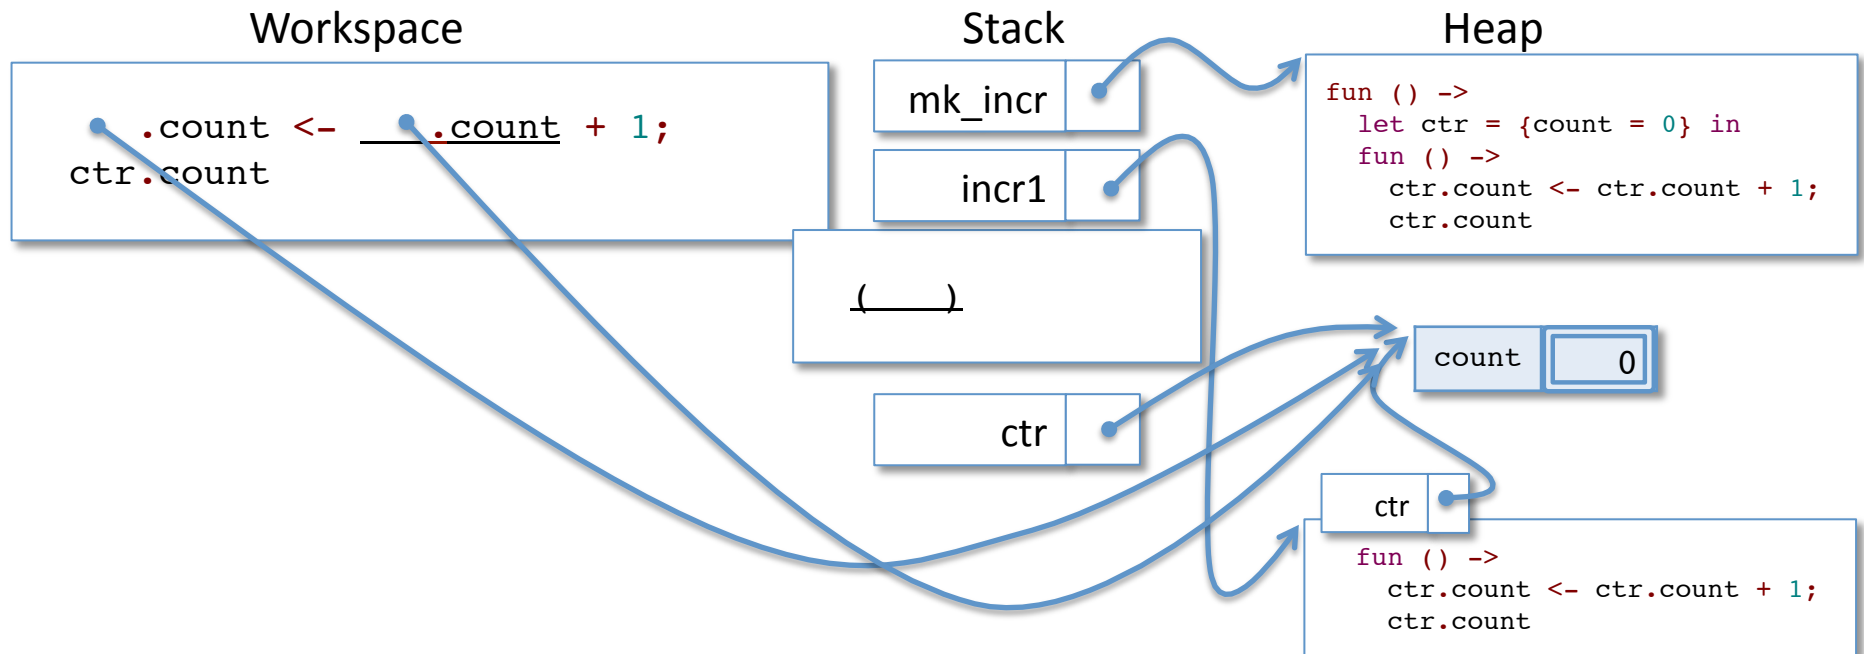 Workspace
Stack
Heap
.count <- .count + 1;
ctr.count
mk_incr
incr1
( )
ctr
fun () ->
let ctr = {count = 0} in
fun () ->
ctr.count <- ctr.count + 1;
ctr.count
count 0
ctr
fun () ->
ctr.count <- ctr.count + 1;
ctr.count